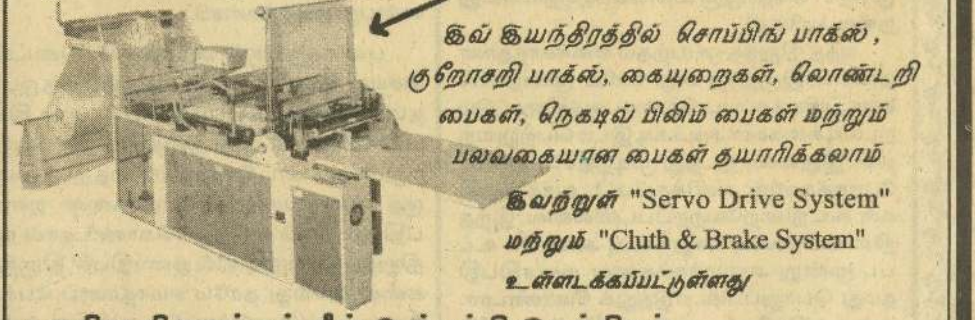 இவ் இயந்திரத்தில் சொப்பிங் பாக்ஸ்,
குறோசறி பாக்ஸ், கையுறைகள், லொண்டறி
பைகள், நெகடிவ் பிலிம் பைகள் மற்றும்
பலவகையான பைகள் தயாரிக்கலாம்
இவற்றுள் "Servo Drive System"
மற்றும் "Cluth & Brake System"
உள்ளடக்கப்பட்டுள்ளது